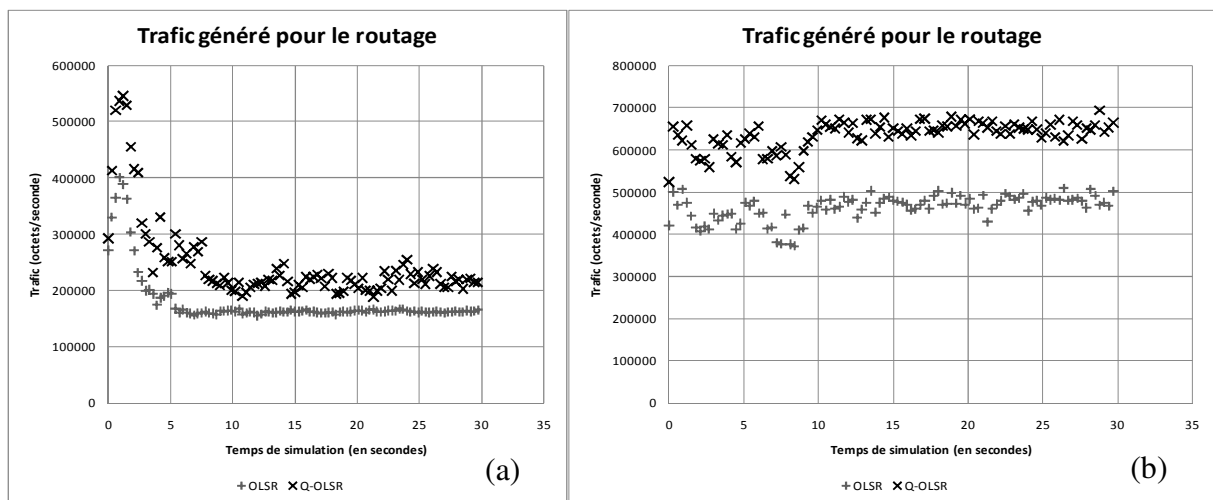 Trafic généré pour le routage
600000
500000
400000
300000
200000
100000
0
Trafic (octets/seconde)
0 5 10 15 20 25 30 35
Temps de simulation (en secondes)
OLSR Q-OLSR
(a)
Trafic généré pour le routage
800000
700000
600000
500000
400000
300000
200000
100000
0
Trafic (octets/seconde)
0 5 10 15 20 25 30 35
Temps de simulation (en secondes)
OLSR Q-OLSR
(b)